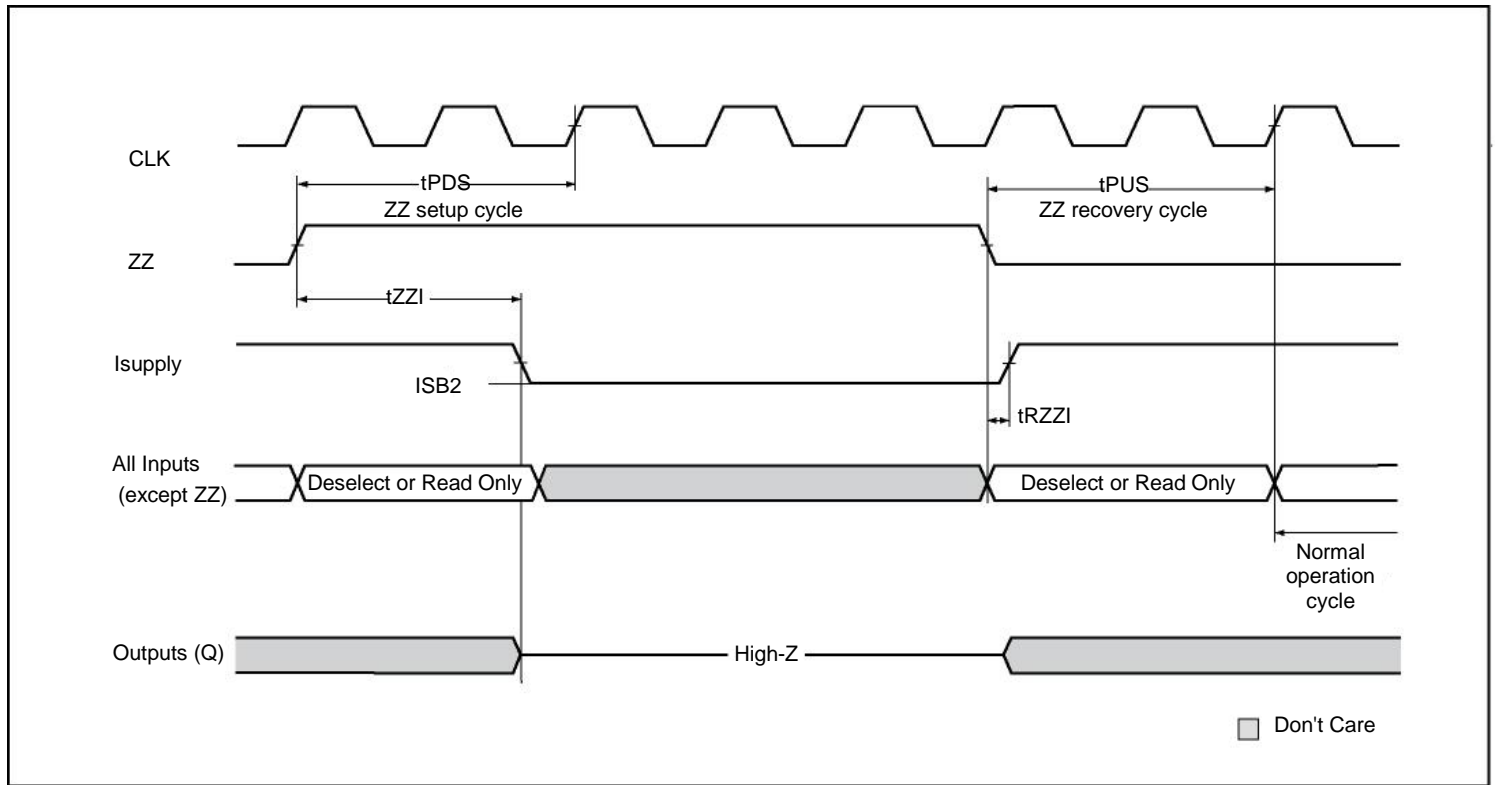 CLK
tPDS
ZZ setup cycle
tPUS
ZZ recovery cycle
ZZ
tZZI
Isupply
ISB2
tRZZI
All Inputs
(except ZZ)
Deselect or Read Only
Deselect or Read Only
Normal
operation
cycle
Outputs (Q)
High-Z
Don't Care